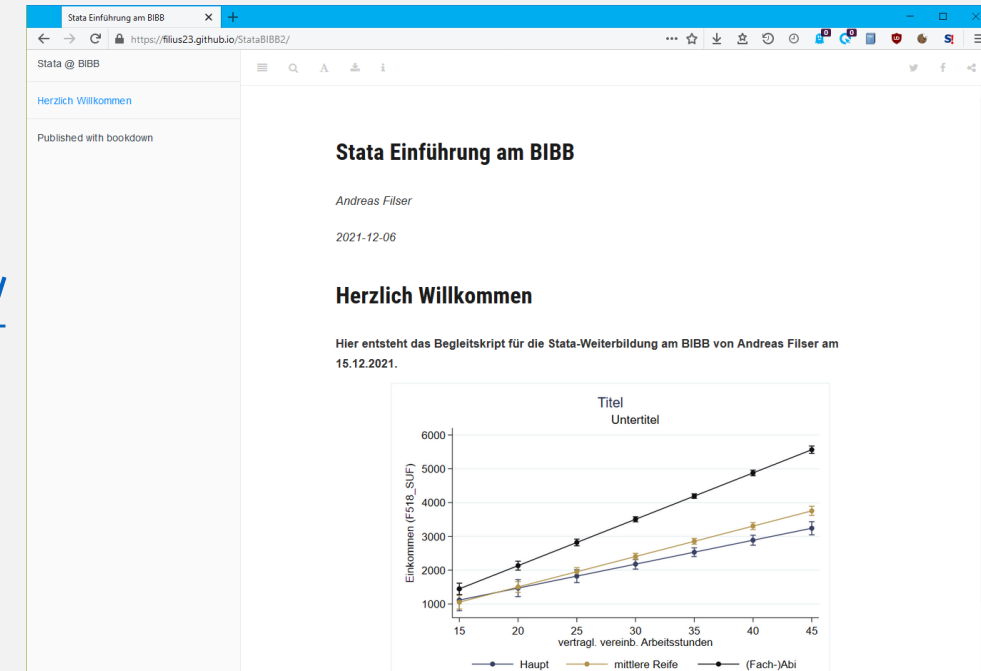 Stata Einführung am BIBB
https://filius23.github.io/StataBIBB2/
Stata @ BIBB
Herzlich Willkommen
Published with bookdown
Stata Einführung am BIBB
Andreas Filser
2021-12-06
Herzlich Willkommen
Hier entsteht das Begleitskript für die Stata-Weiterbildung am BIBB von Andreas Filser am
15.12.2021.
Titel
Untertitel
Einkommen (F518_SUF)
6000
5000
4000
3000
2000
1000
15 20 25 30 35 40 45
vertragl. vereinb. Arbeitsstunden
Haupt mittlere Reife (Fach-)Abi